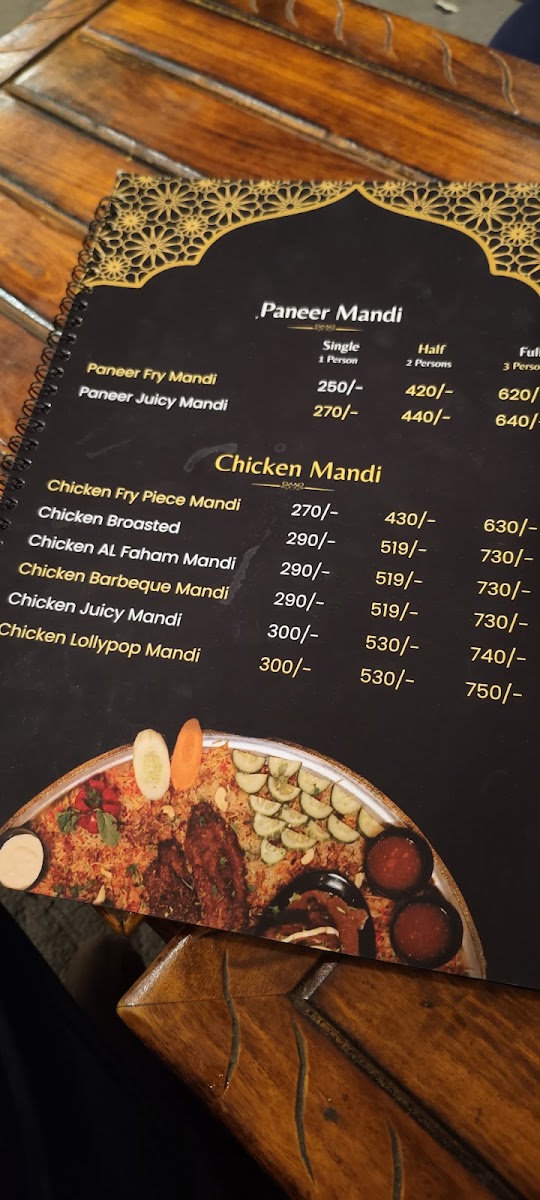 Paneer Mandi
Single Half Full
1 Person 2 Persons 3 Perso
Paneer Fry Mandi 250/- 420/- 620/-
Paneer Juicy Mandi 270/- 440/- 640/-
Chicken Mandi
Chicken Fry Piece Mandi 270/- 430/- 630/-
Chicken Broasted 290/- 519/- 730/-
Chicken AL Faham Mandi 290/- 519/- 730/-
Chicken Barbeque Mandi 290/- 519/- 730/-
Chicken Juicy Mandi 300/- 530/- 740/-
Chicken Lollypop Mandi 300/- 530/- 750/-